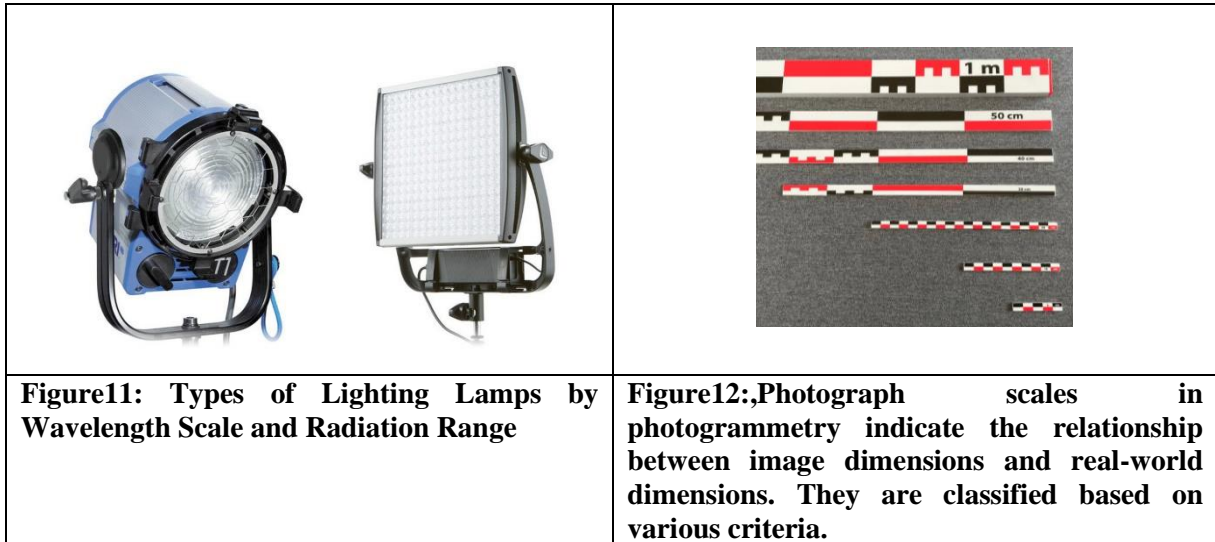 T1
1 m
50 cm
Figure11: Types of Lighting Lamps by
Wavelength Scale and Radiation Range
Figure12:,Photograph scales in
photogrammetry indicate the relationship
between image dimensions and real-world
dimensions. They are classified based on
various criteria.